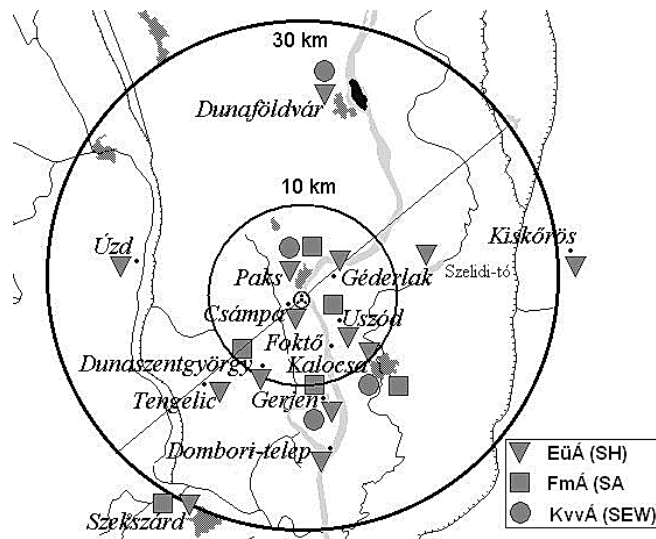 30 km
Dunaföldvár
10 km
Kiskőrös
Úzd
Szelidi-tó
Paks
Géderlak
Csámpa
Uszód
Foktő
Dunaszentgyörgy
Kalocsa
Tengelic
Gerjen
Dombori-telep
EüÁ (SH)
FmÁ (SA
Szekszárd
KvvÁ (SEW)